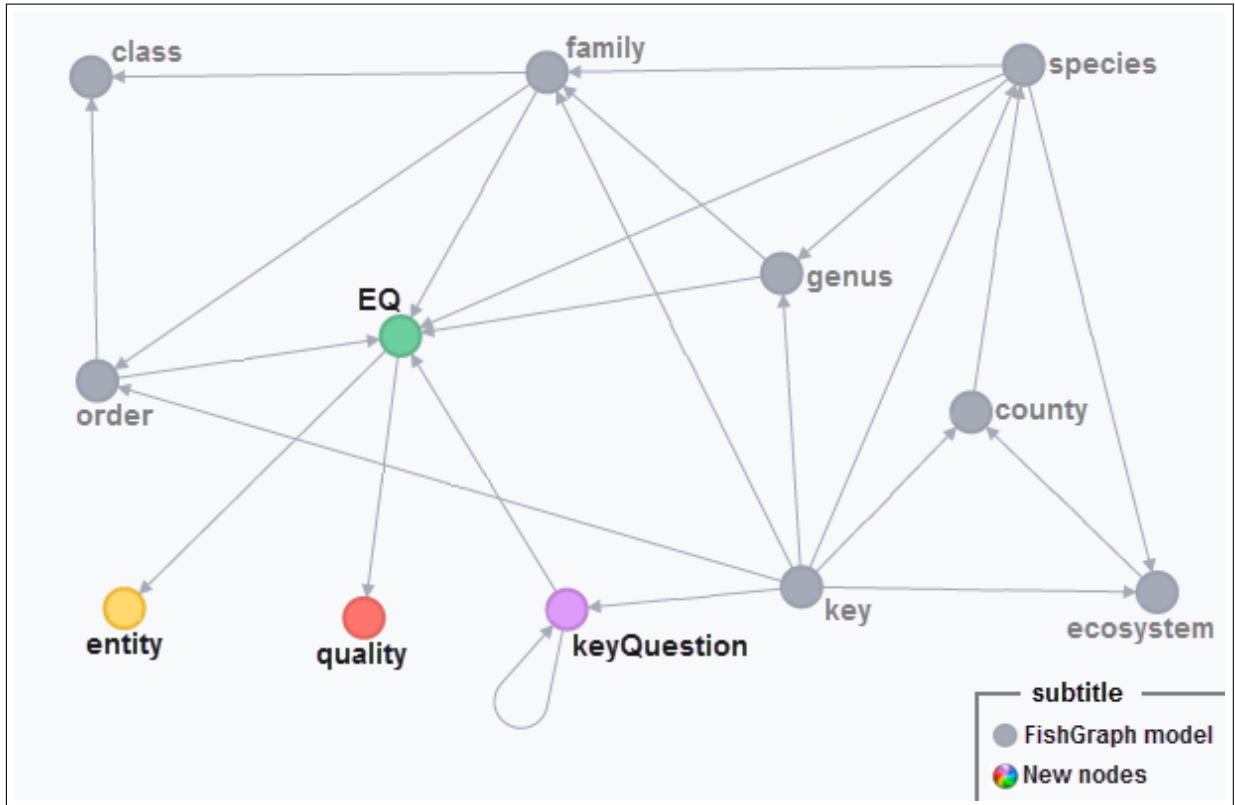 class
family
species
genus
EQ
order
county
entity
quality
keyQuestion
key
ecosystem
subtitle
FishGraph model
New nodes